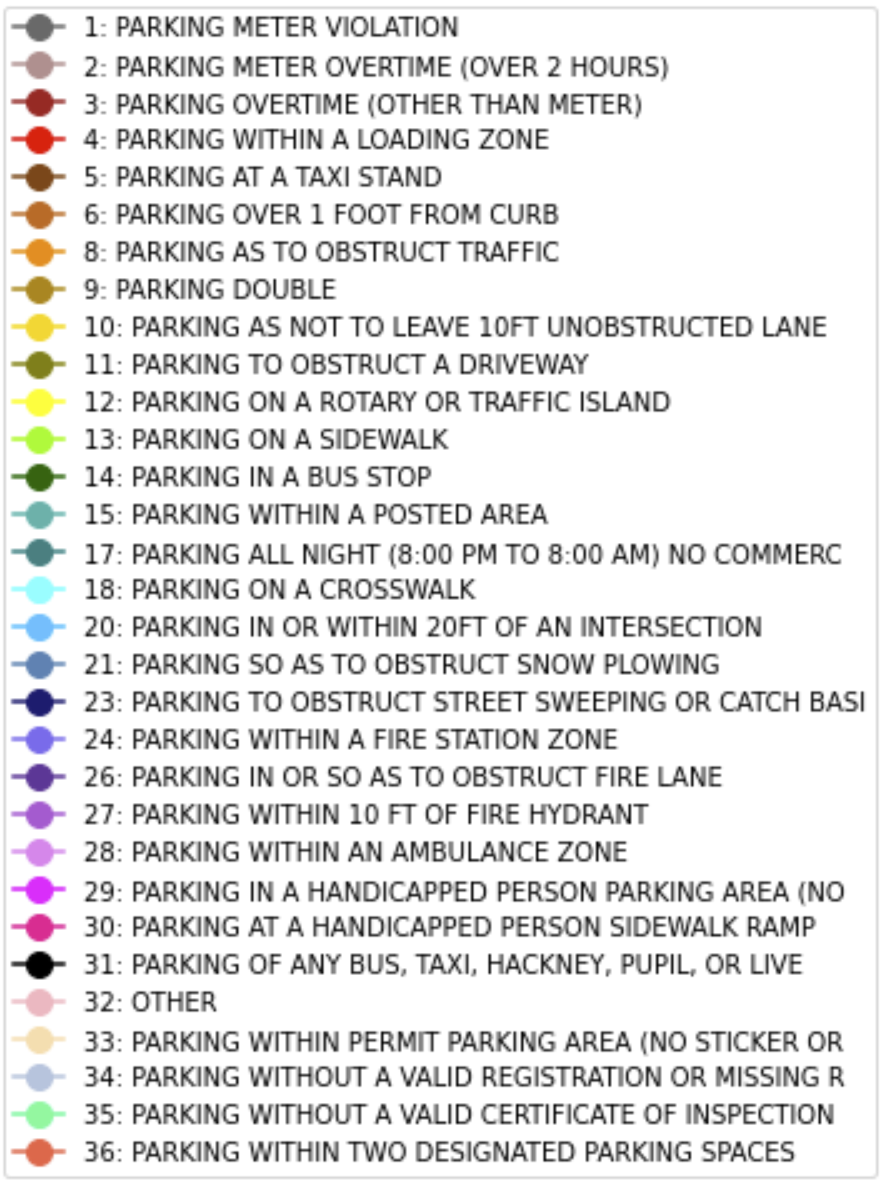 1: PARKING METER VIOLATION
2: PARKING METER OVERTIME (OVER 2 HOURS)
3: PARKING OVERTIME (OTHER THAN METER)
4: PARKING WITHIN A LOADING ZONE
5: PARKING AT A TAXI STAND
6: PARKING OVER 1 FOOT FROM CURB
8: PARKING AS TO OBSTRUCT TRAFFIC
9: PARKING DOUBLE
10: PARKING AS NOT TO LEAVE 10FT UNOBSTRUCTED LANE
11: PARKING TO OBSTRUCT A DRIVEWAY
12: PARKING ON A ROTARY OR TRAFFIC ISLAND
13: PARKING ON A SIDEWALK
14: PARKING IN A BUS STOP
15: PARKING WITHIN A POSTED AREA
17: PARKING ALL NIGHT (8:00 PM TO 8:00 AM) NO COMMERC
18: PARKING ON A CROSSWALK
20: PARKING IN OR WITHIN 20FT OF AN INTERSECTION
21: PARKING SO AS TO OBSTRUCT SNOW PLOWING
23: PARKING TO OBSTRUCT STREET SWEEPING OR CATCH BASI
24: PARKING WITHIN A FIRE STATION ZONE
26: PARKING IN OR SO AS TO OBSTRUCT FIRE LANE
27: PARKING WITHIN 10 FT OF FIRE HYDRANT
28: PARKING WITHIN AN AMBULANCE ZONE
29: PARKING IN A HANDICAPPED PERSON PARKING AREA (NO
30: PARKING AT A HANDICAPPED PERSON SIDEWALK RAMP
31: PARKING OF ANY BUS, TAXI, HACKNEY, PUPIL, OR LIVE
32: OTHER
33: PARKING WITHIN PERMIT PARKING AREA (NO STICKER OR
34: PARKING WITHOUT A VALID REGISTRATION OR MISSING R
35: PARKING WITHOUT A VALID CERTIFICATE OF INSPECTION
36: PARKING WITHIN TWO DESIGNATED PARKING SPACES